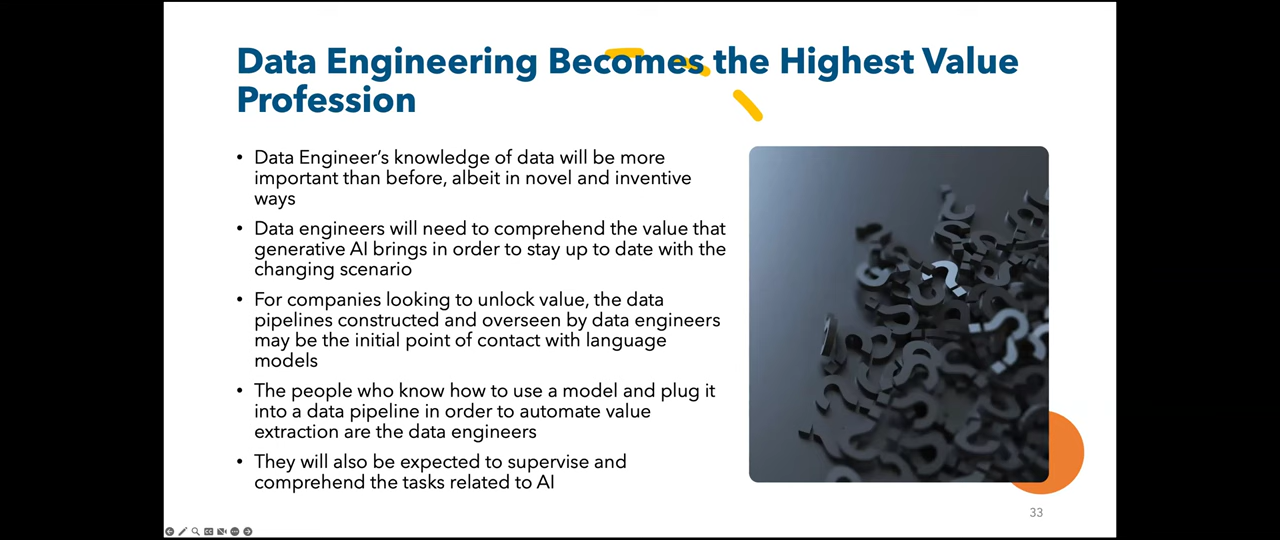 Data Engineering Becomes the Highest Value
Profession
• Data Engineer's knowledge of data will be more
important than before, albeit in novel and inventive
ways
• Data engineers will need to comprehend the value that
generative AI brings in order to stay up to date with the
changing scenario
• For companies looking to unlock value, the data
pipelines constructed and overseen by data engineers
may be the initial point of contact with language
models
• The people who know how to use a model and plug it
into a data pipeline in order to automate value
extraction are the data engineers
• They will also be expected to supervise and
comprehend the tasks related to AI
33